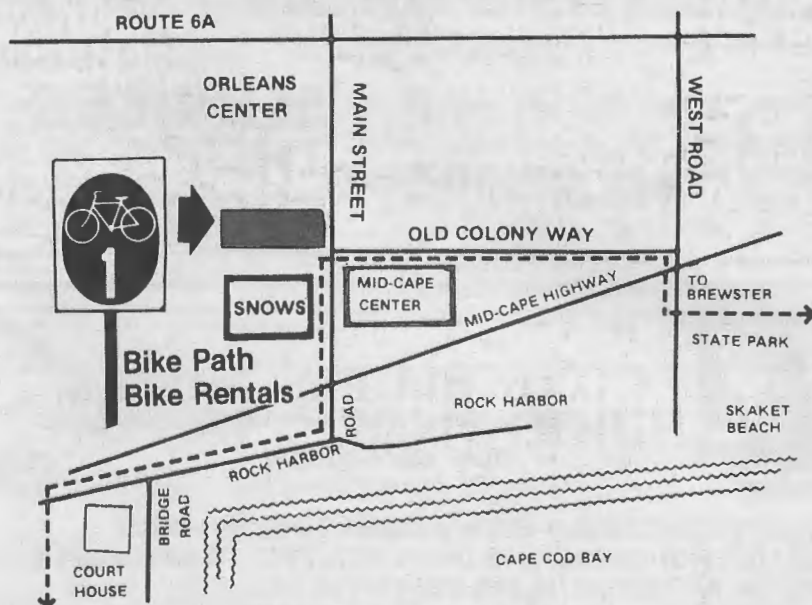 ROUTE 6A
ORLEANS
CENTER
MAIN STREET
WEST ROAD
1
OLD COLONY WAY
SNOWS
MID-CAPE
CENTER
MID-CAPE HIGHWAY
TO
BREWSTER
STATE PARK
Bike Path
Bike Rentals
ROAD
ROCK HARBOR
SKAKET
BEACH
ROCK HARBOR
BRIDGE
ROAD
COURT
HOUSE
CAPE COD BAY